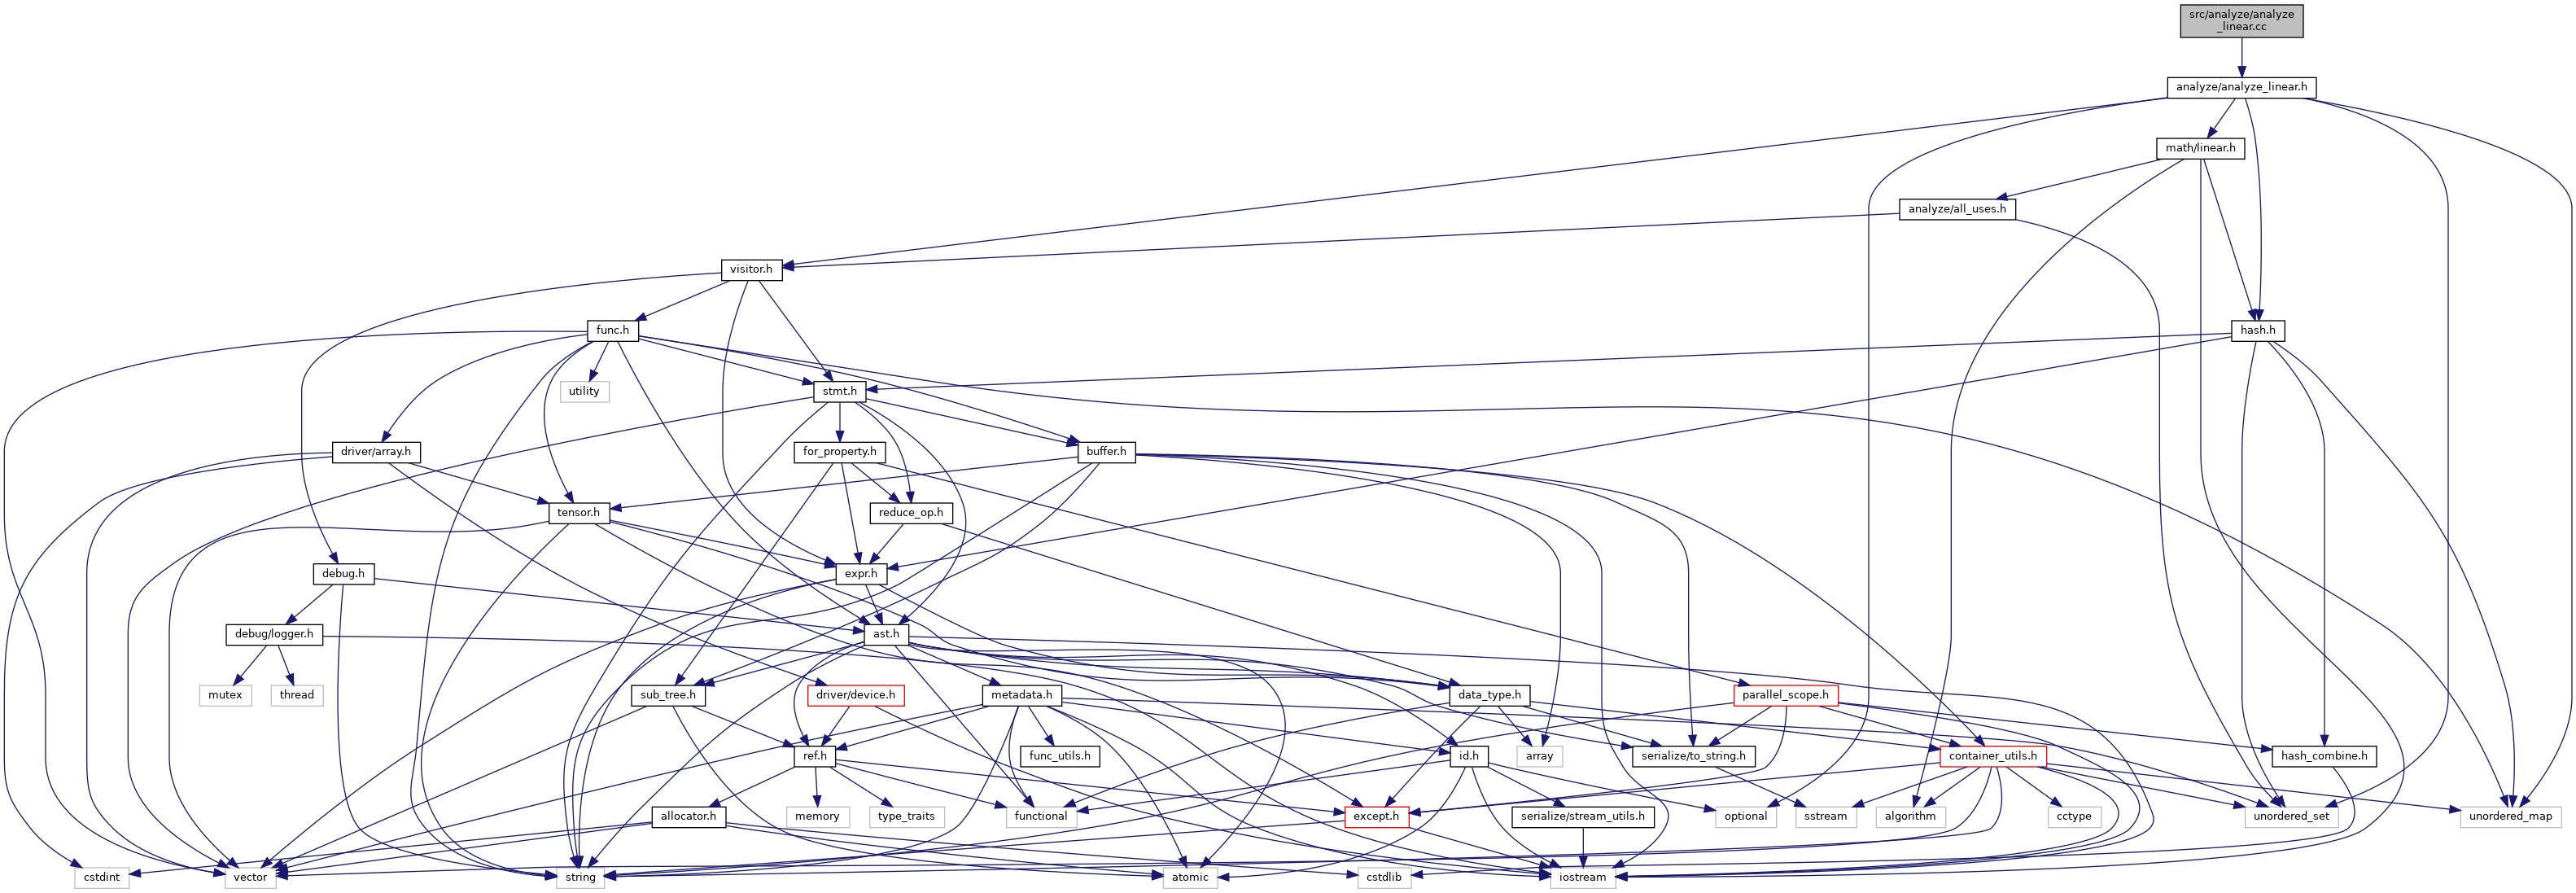 src/analyze/analyze
_linear.cc
analyze/analyze_linear.h
math/linear.h
analyze/all_uses.h
visitor.h
func.h
hash.h
utility
stmt.h
driver/array.h
for_property.h
buffer.h
tensor.h
reduce_op.h
debug.h
expr.h
debug/logger.h
ast.h
mutex
thread
sub_tree.h
driver/device.h
metadata.h
data_type.h
parallel_scope.h
ref.h
func_utils.h
id.h
array
serialize/to_string.h
container_utils.h
hash_combine.h
allocator.h
memory
type_traits
functional
except.h
serialize/stream_utils.h
optional
sstream
algorithm
cctype
unordered_set
unordered_map
cstdint
vector
string
atomic
cstdlib
iostream